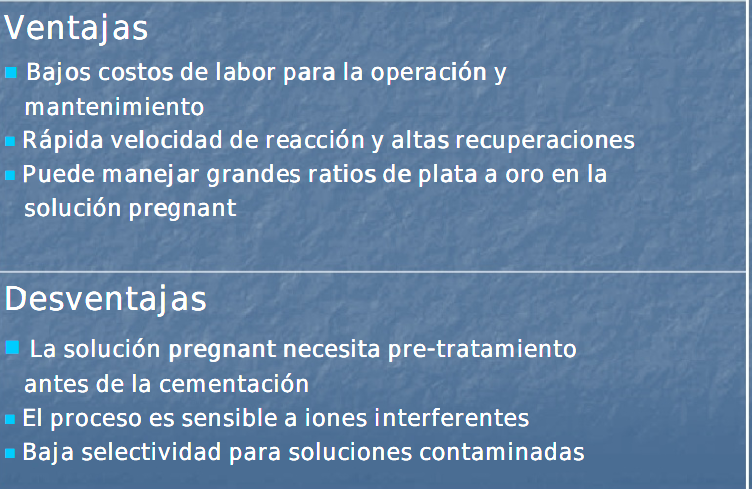 Ventajas
Bajos costos de labor para la operación y
mantenimiento
Rápida velocidad de reacción y altas recuperaciones
Puede manejar grandes ratios de plata a oro en la
solución pregnant
Desventajas
La solución pregnant necesita pre-tratamiento
antes de la cementación
El proceso es sensible a iones interferentes
Baja selectividad para soluciones contaminadas